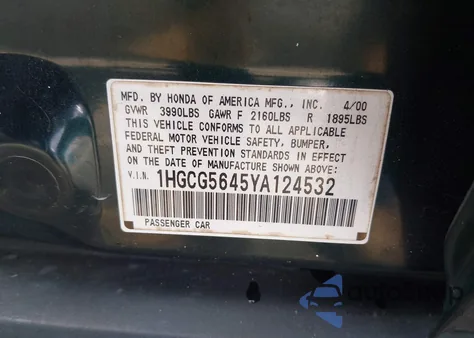 MFD. BY HONDA OF AMERICA MFG., INC. 4/00
GVWR 3990LBS GAWR F 2160LBS R 1895LBS
THIS VEHICLE CONFORMS TO ALL APPLICABLE
FEDERAL MOTOR VEHICLE SAFETY, BUMPER,
AND THEFT PREVENTION STANDARDS IN EFFECT
ON THE DATE OF MANUFACTURE SHOWN ABOVE:
V.I.N. 1HGCG5645YA124532
PASSENGER CAR